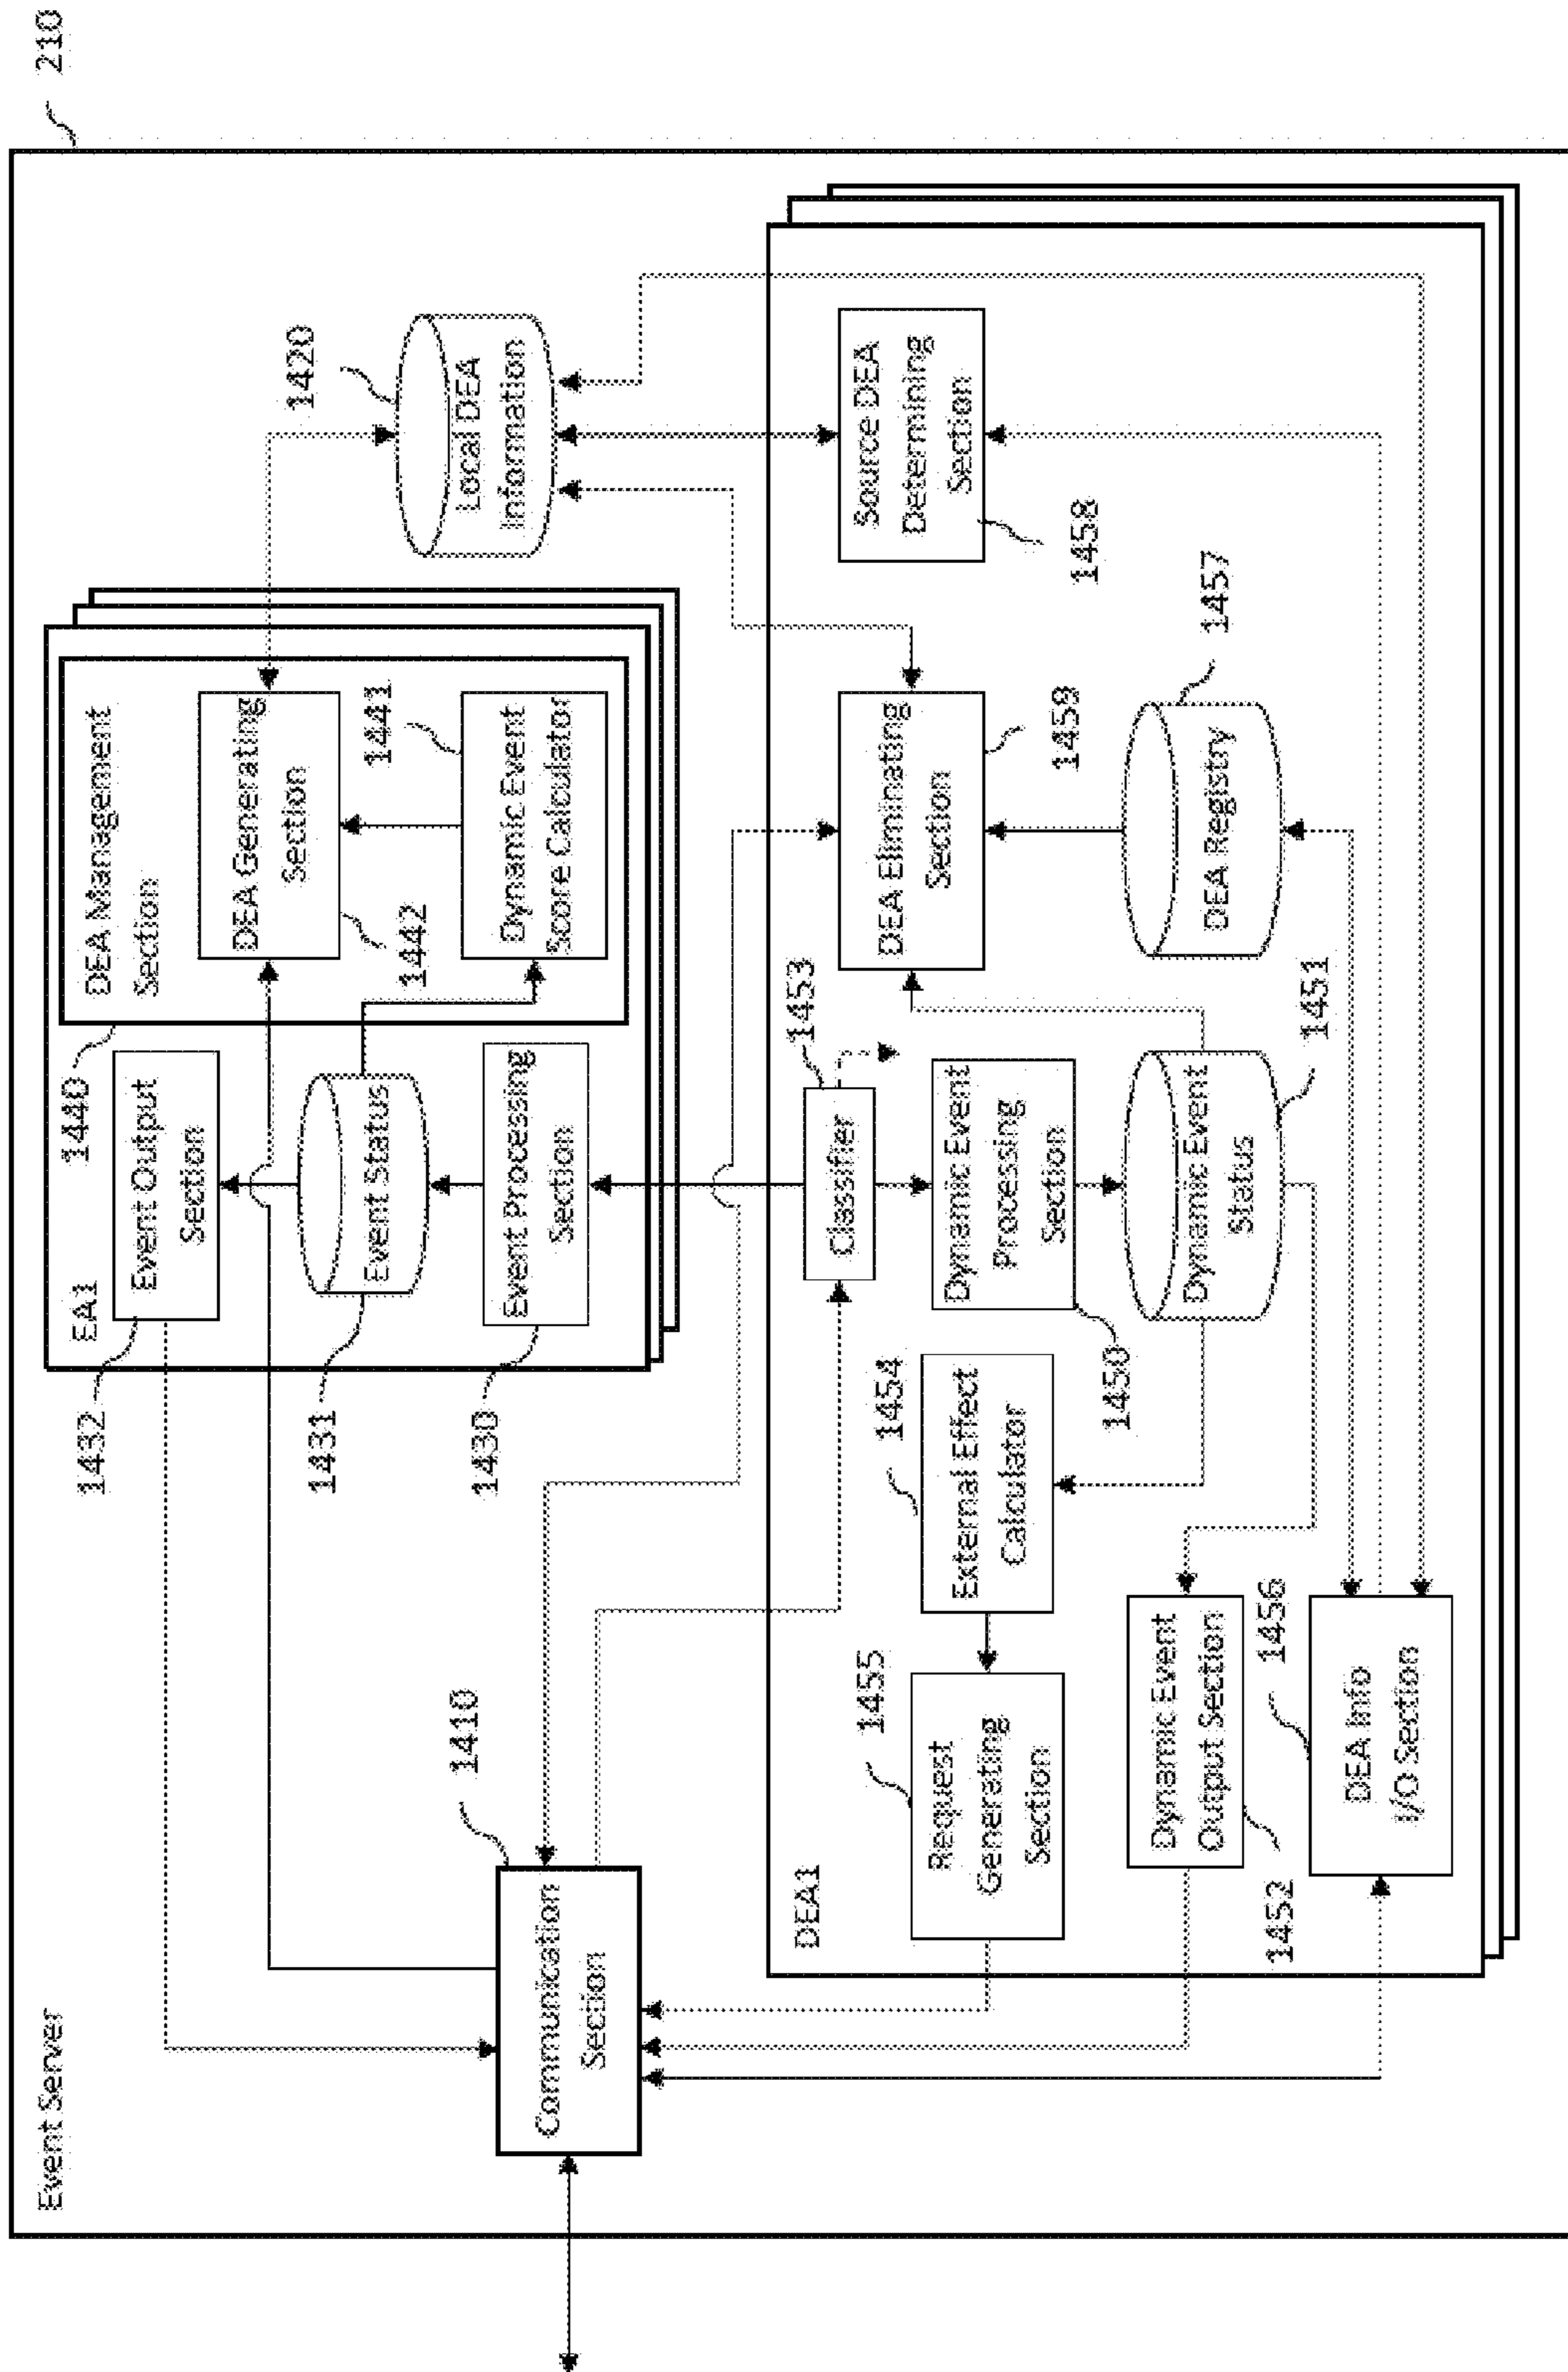 Event Server
210
Communication
Section
1410
EA1
Event Output
Section
1432
Event Status
1431
Event Processing
Section
1430
DEA Management
Section
1440
DEA Generating
Section
1442
Dynamic Event
Score Calculator
1441
Local DEA
Information
1420
DEA1
Request
Generating
Section
1455
External Effect
Calculator
1454
Classifier
1453
Dynamic Event
Processing
Section
1450
Dynamic Event
Status
1451
Dynamic Event
Output Section
1452
DEA Info
I/O Section
1456
DEA Eliminating
Section
1459
DEA Registry
1457
Source DEA
Determining
Section
1458